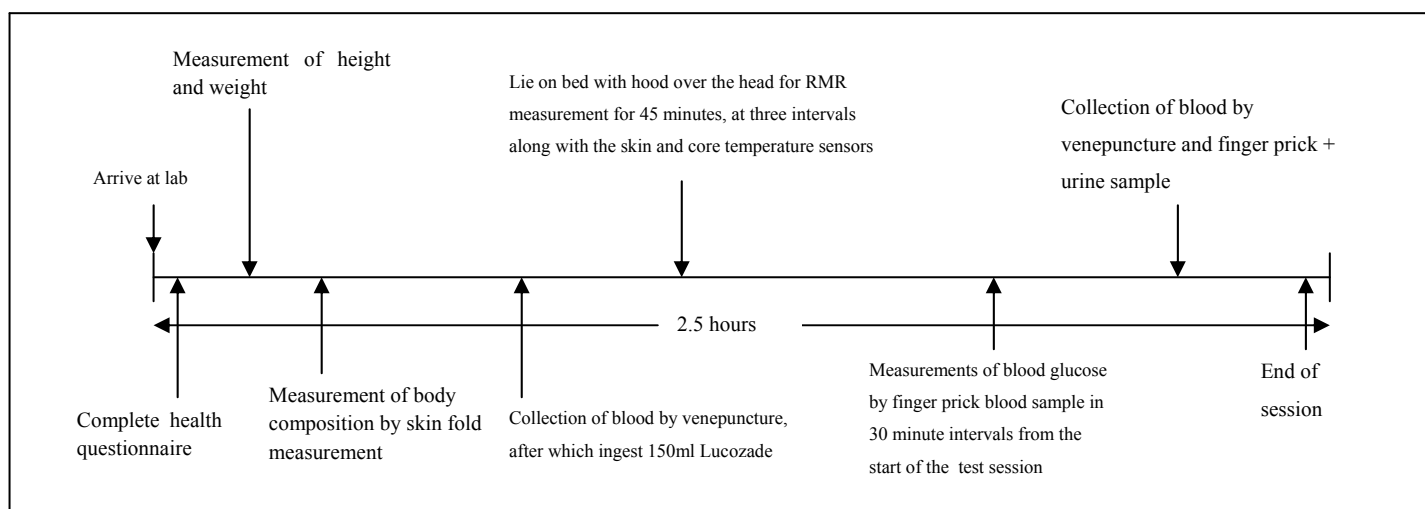 Measurement of height
and weight
Lie on bed with hood over the head for RMR
measurement for 45 minutes, at three intervals
along with the skin and core temperature sensors
Collection of blood by
venepuncture and finger prick +
urine sample
Arrive at lab
2.5 hours
Complete health
questionnaire
Measurement of body
composition by skin fold
measurement
Collection of blood by venepuncture,
after which ingest 150ml Lucozade
Measurements of blood glucose
by finger prick blood sample in
30 minute intervals from the
start of the test session
End of
session